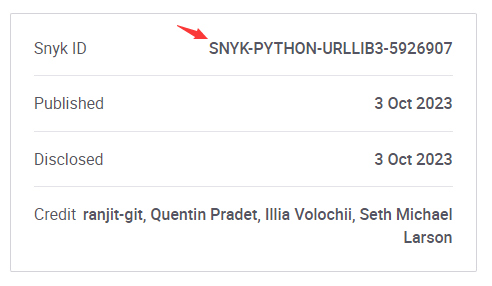 Snyk ID SNYK-PYTHON-URLLIB3-5926907
Published 3 Oct 2023
Disclosed 3 Oct 2023
Credit ranjit-git, Quentin Pradet, Illia Volochii, Seth Michael
Larson